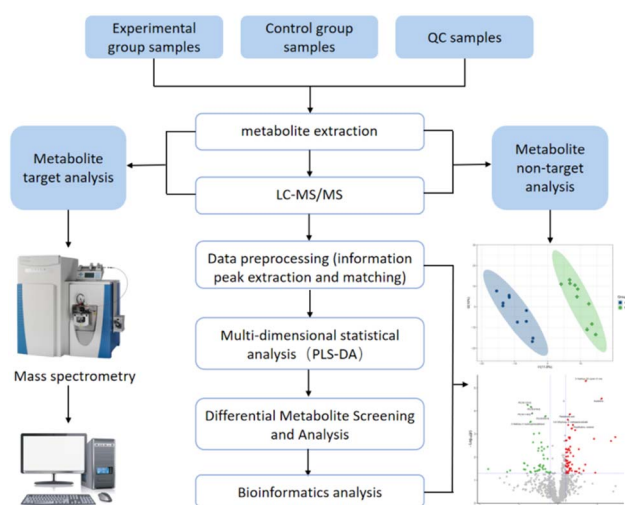 Experimental
group samples
Control group
samples
QC samples
metabolite extraction
Metabolite
target analysis
Metabolite
non-target
analysis
LC-MS/MS
Data preprocessing (information
peak extraction and matching)
Multi-dimensional statistical
analysis（PLS-DA）
Mass spectrometry
Differential Metabolite Screening
and Analysis
Bioinformatics analysis